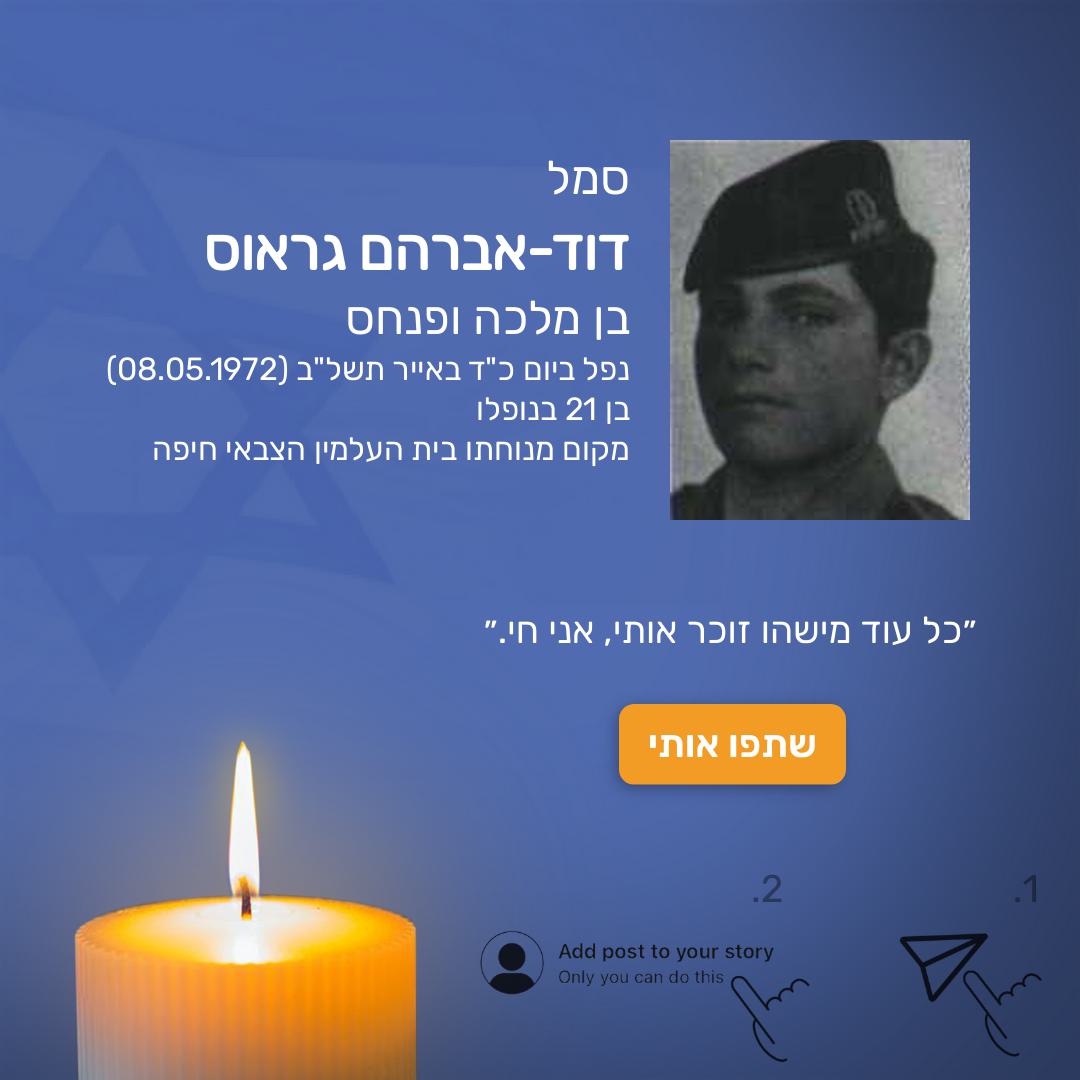 סמל
דוד-אברהם גראוס
בן מלכה ופנחס
נפל ביום כ"ד באייר תשל"ב (08.05.1972)
בן 21 בנופלו
מקום מנוחתו בית העלמין הצבאי חיפה
״כל עוד מישהו זוכר אותי, אני חי.״
שתפו אותי
.1
.2
Add post to your story
Only you can do this